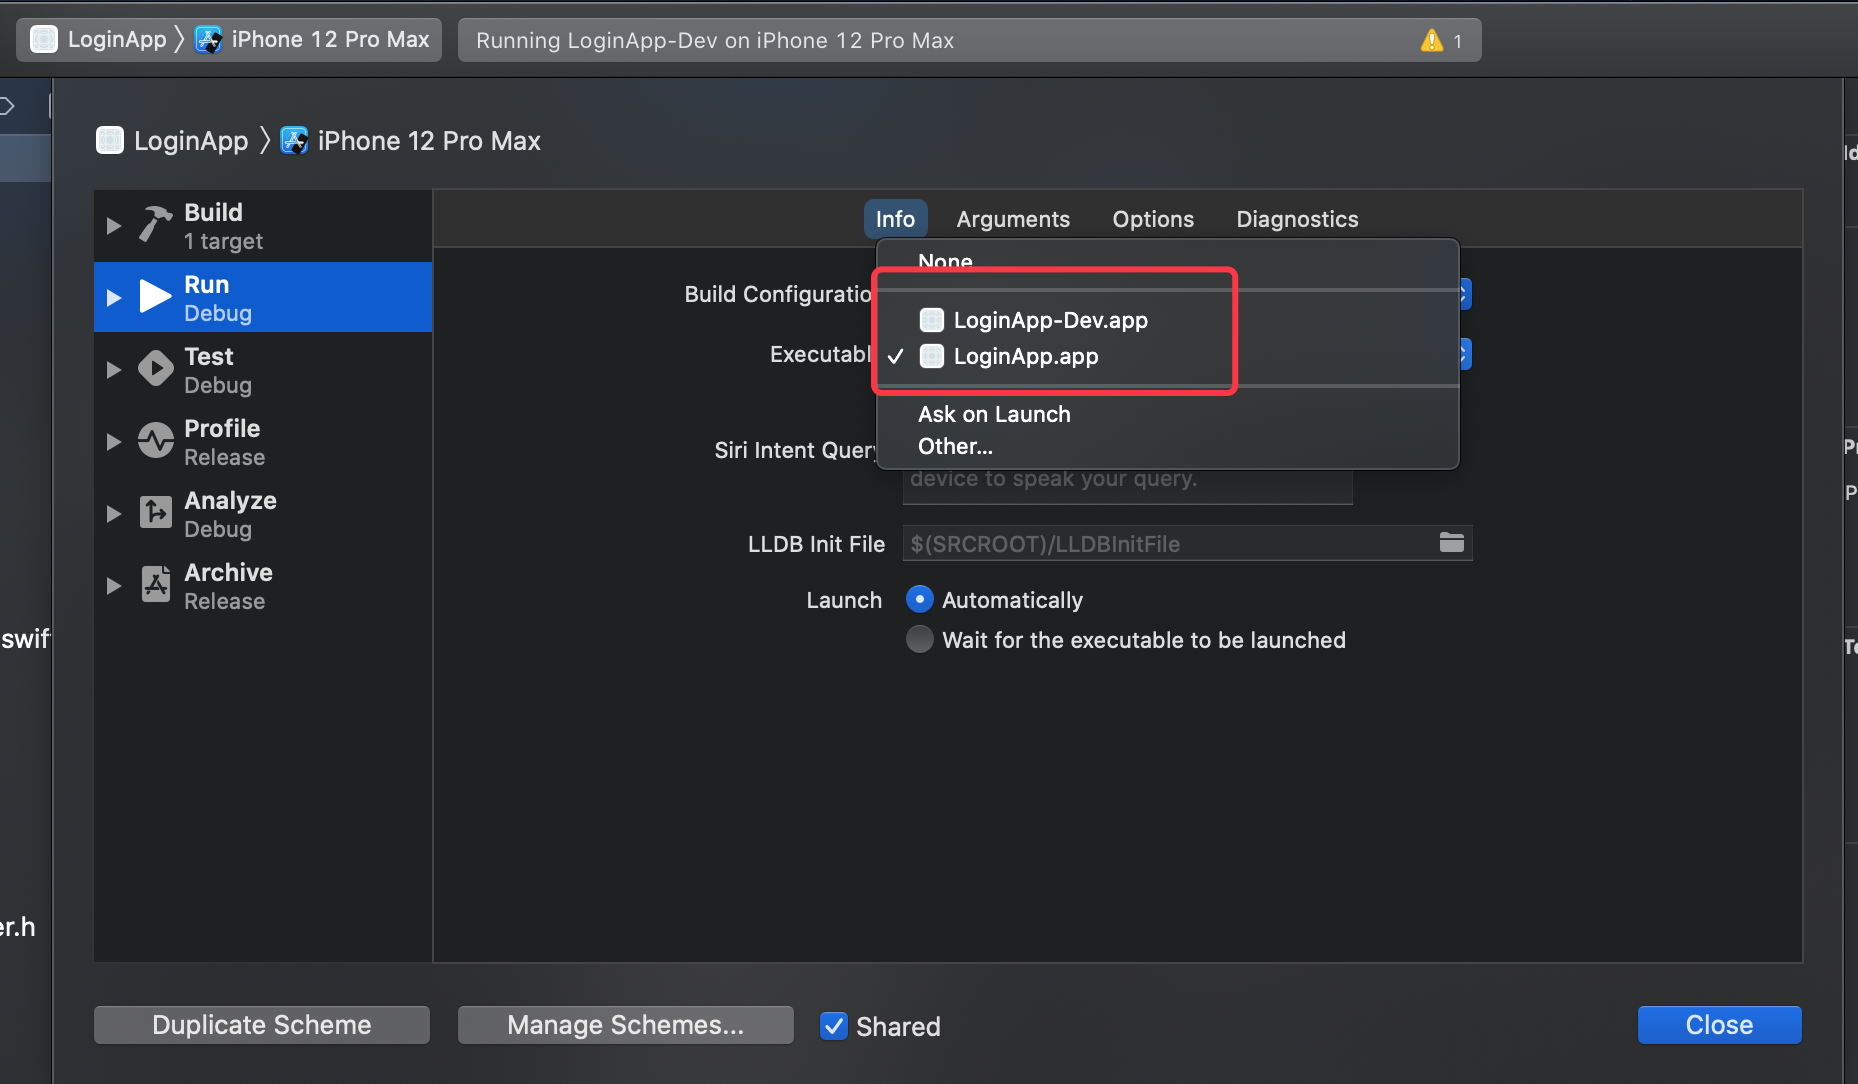 LoginApp 〉 iPhone 12 Pro Max
Running LoginApp-Dev on iPhone 12 Pro Max
1
LoginApp 〉 iPhone 12 Pro Max
Build
1 target
Run
Debug
Test
Debug
Profile
Release
Analyze
Debug
Archive
Release
Info Arguments Options Diagnostics
None
Build Configuratio
LoginApp-Dev.app
Executabl
✓ LoginApp.app
Ask on Launch
Other...
Siri Intent Query
device to speak your query.
LLDB Init File $(SRCROOT)/LLDBInitFile
Launch Automatically
Wait for the executable to be launched
swif
er.h
Duplicate Scheme
Manage Schemes...
Shared
Close